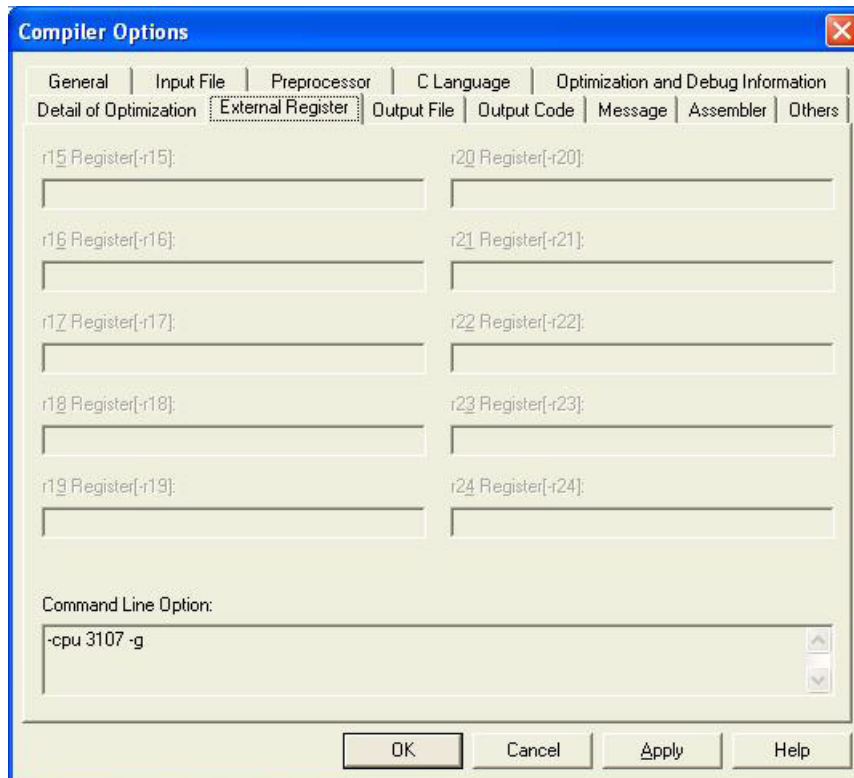 Compiler Options
General Input File Preprocessor C Language Optimization and Debug Information
Detail of Optimization External Register Output File Output Code Message Assembler Others
r15 Register[-r15]: r20 Register[-r20]:
r16 Register[-r16]: r21 Register[-r21]:
r17 Register[-r17]: r22 Register[-r22]:
r18 Register[-r18]: r23 Register[-r23]:
r19 Register[-r19]: r24 Register[-r24]:
Command Line Option:
-cpu 3107 -g
OK Cancel Apply Help